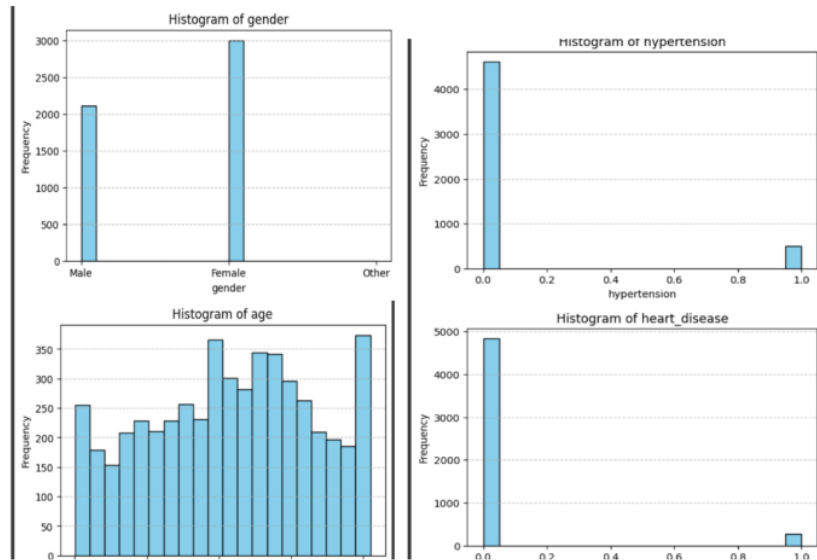 Histogram of gender
3000
2500
2000
1500
1000
500
0
Frequency
Male Female Other
gender
Histogram of hypertension
4000
3000
2000
1000
0
Frequency
0.0 0.2 0.4 0.6 0.8 1.0
hypertension
Histogram of age
350
300
250
200
150
100
50
0
Frequency
Histogram of heart_disease
5000
4000
3000
2000
1000
0
Frequency
0.0 0.2 0.4 0.6 0.8 1.0